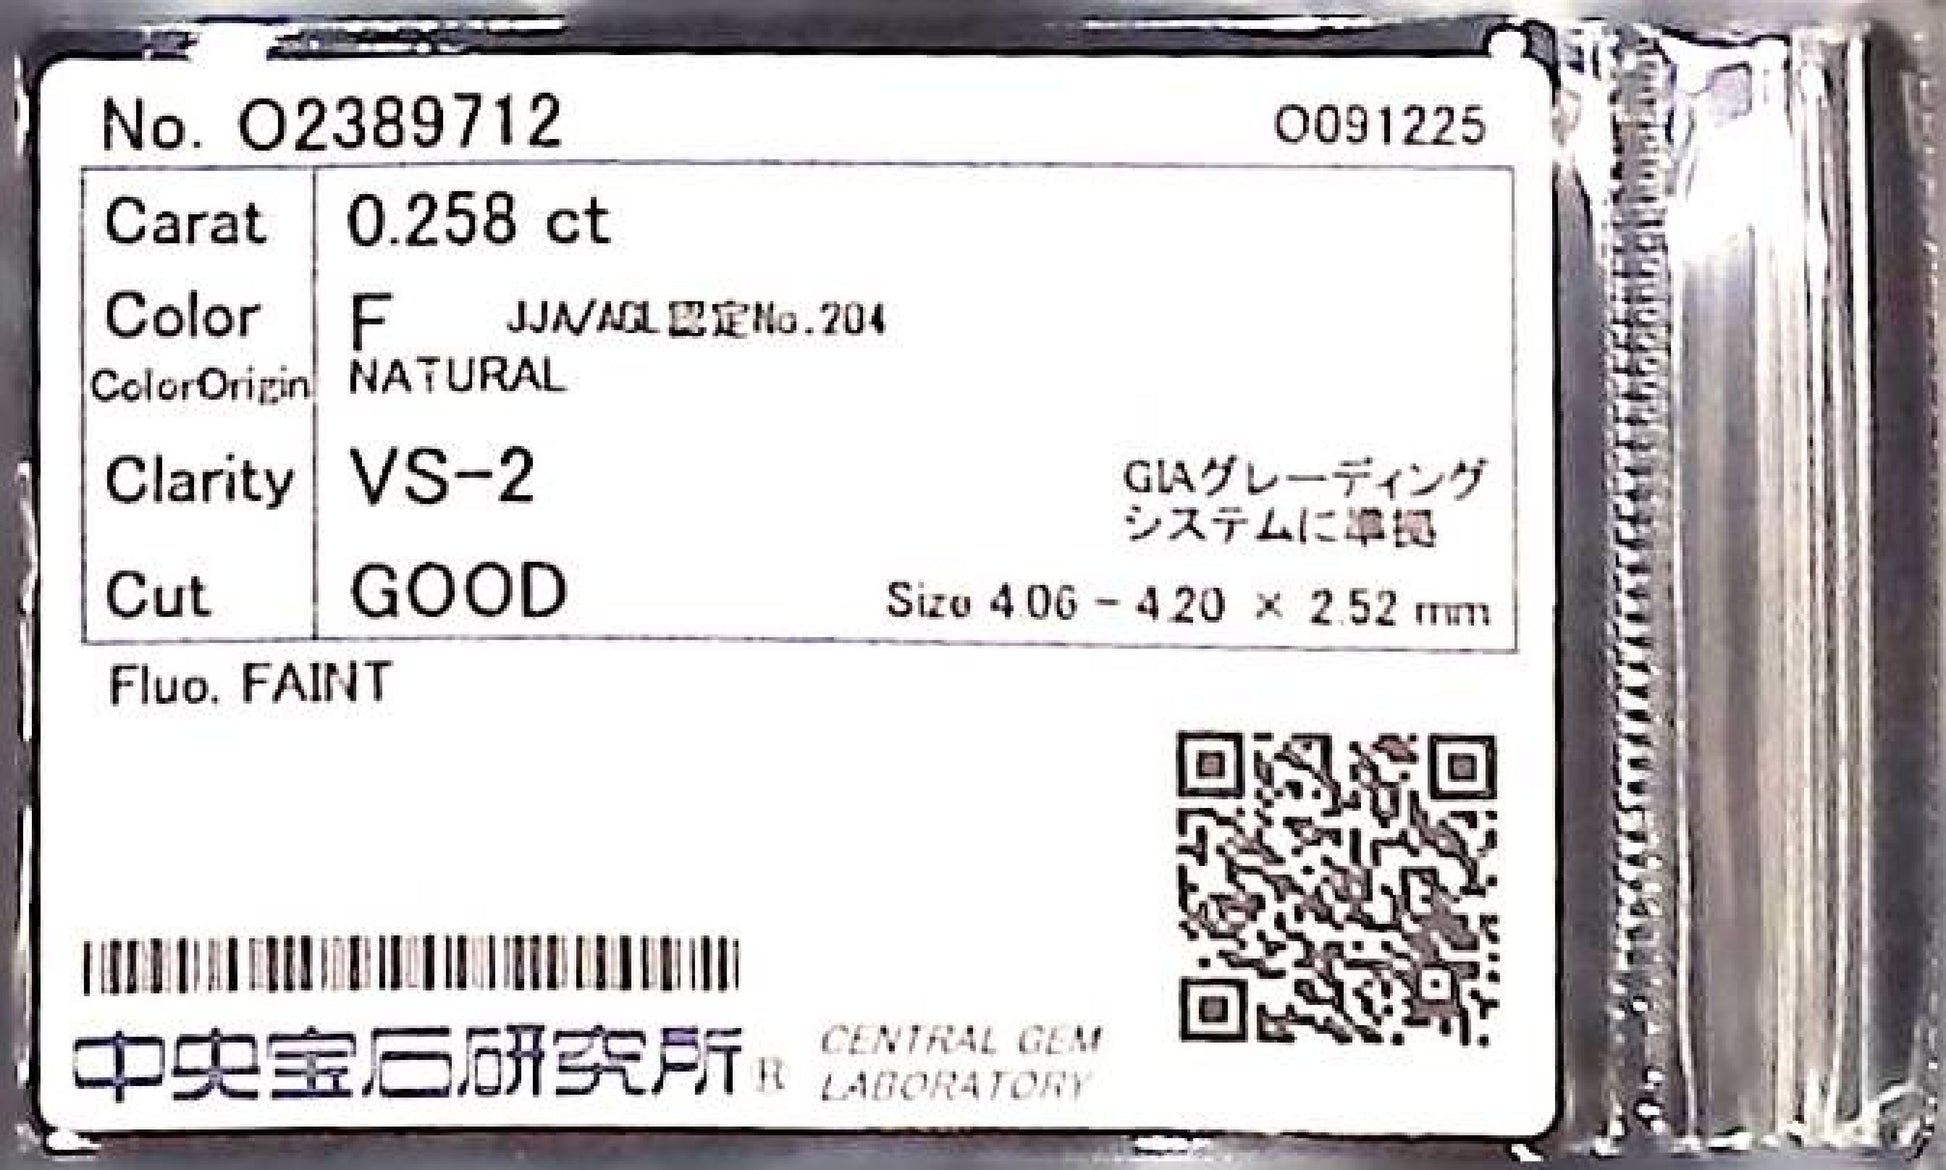 No. O2389712
O091225
Carat 0.258 ct
Color F JJA/AGL認定No.204
ColorOrigin NATURAL
Clarity VS-2
GIAグレーディング
システムに準拠
Cut GOOD
Size 4.06 - 4.20 × 2.52 mm
Fluo. FAINT
中央宝石研究所® CENTRAL GEM
LABORATORY